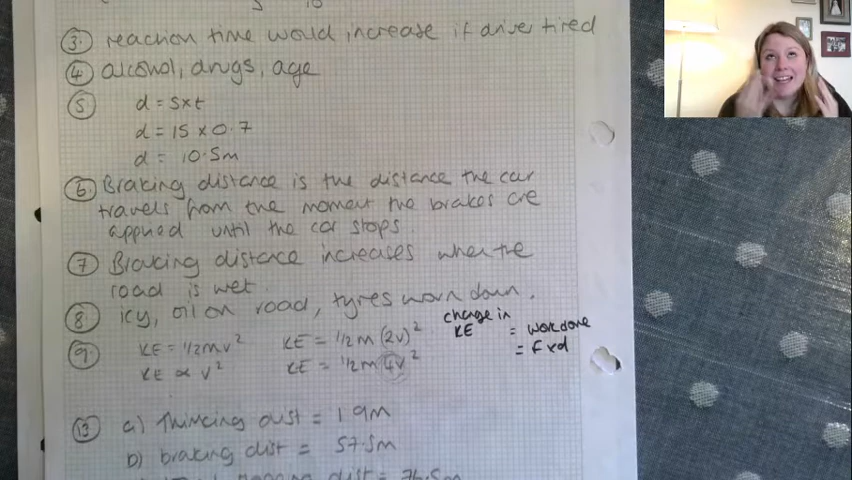 ③ reaction time would increase if driver tired
④ alcohol, drugs, age
⑤ d = s x t
d = 15 x 0.7
d = 10.5m
⑥ Braking distance is the distance the car
travels from the moment the brakes are
applied until the car stops.
⑦ Braking distance increases when the
road is wet.
⑧ icy, oil on road, tyres worn down.
⑨ KE = 1/2mv² KE = 1/2m(2v)² change in KE = work done
KE ∝ v² KE = 1/2m4v² = F x d
⑬ a) Thinking dist = 19m
b) braking dist = 57.5m
dist = 76.5m